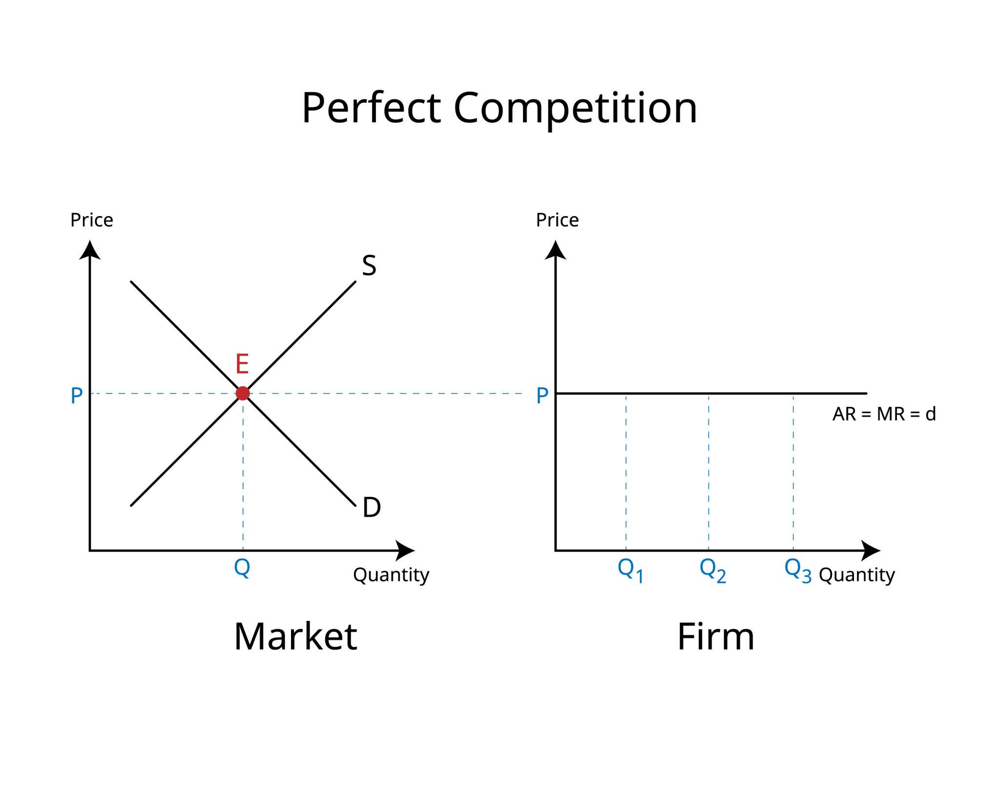 Perfect Competition
Price
S
E
P
D
Q
Quantity
Market
Price
P
AR = MR = d
Q1
Q2
Q3
Quantity
Firm